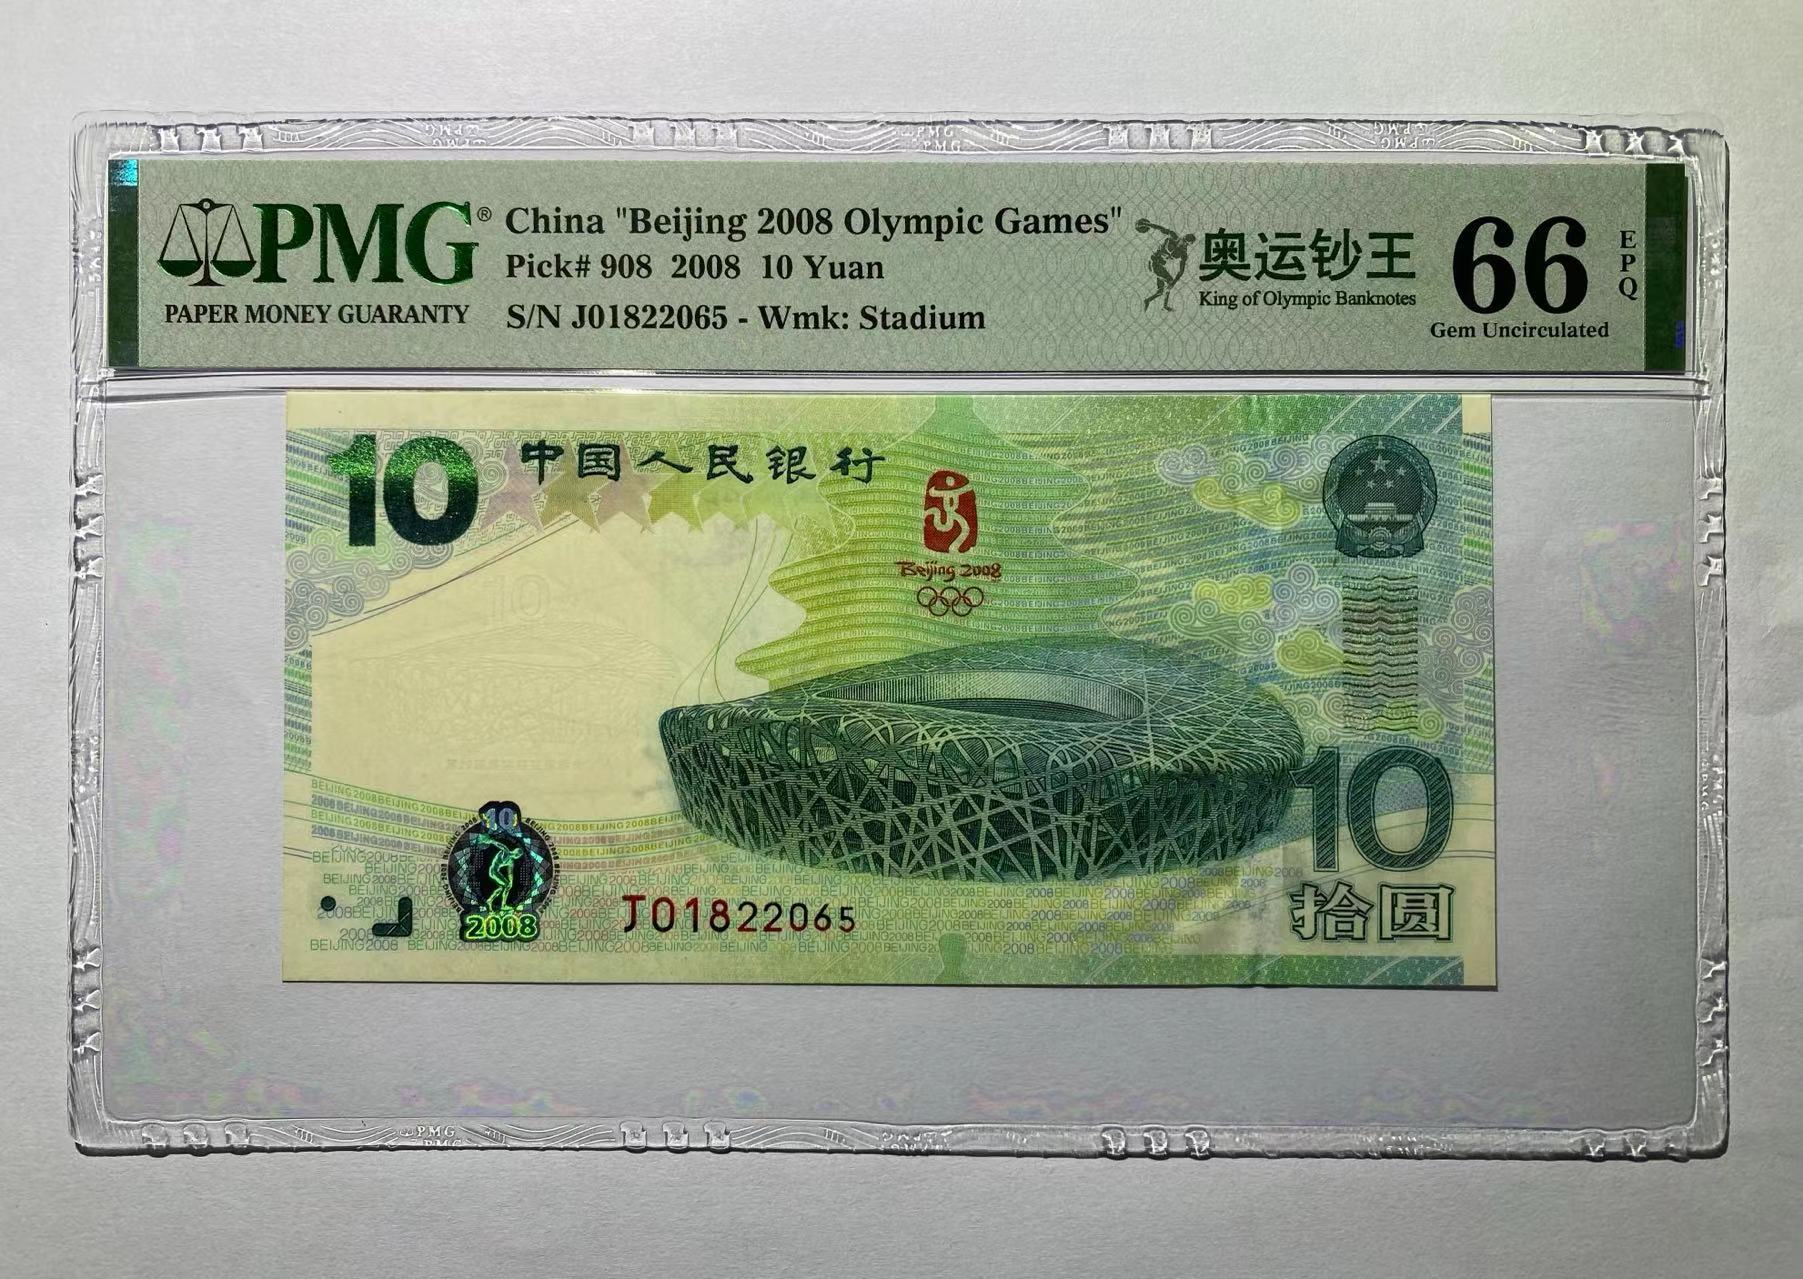 PMG®
PAPER MONEY GUARANTY
China "Beijing 2008 Olympic Games"
Pick# 908 2008 10 Yuan
S/N J01822065 - Wmk: Stadium
奥运钞王
King of Olympic Banknotes
66
EPQ
Gem Uncirculated
10
中国人民银行
Beijing 2008
10
2008
J01822065
10
拾圆